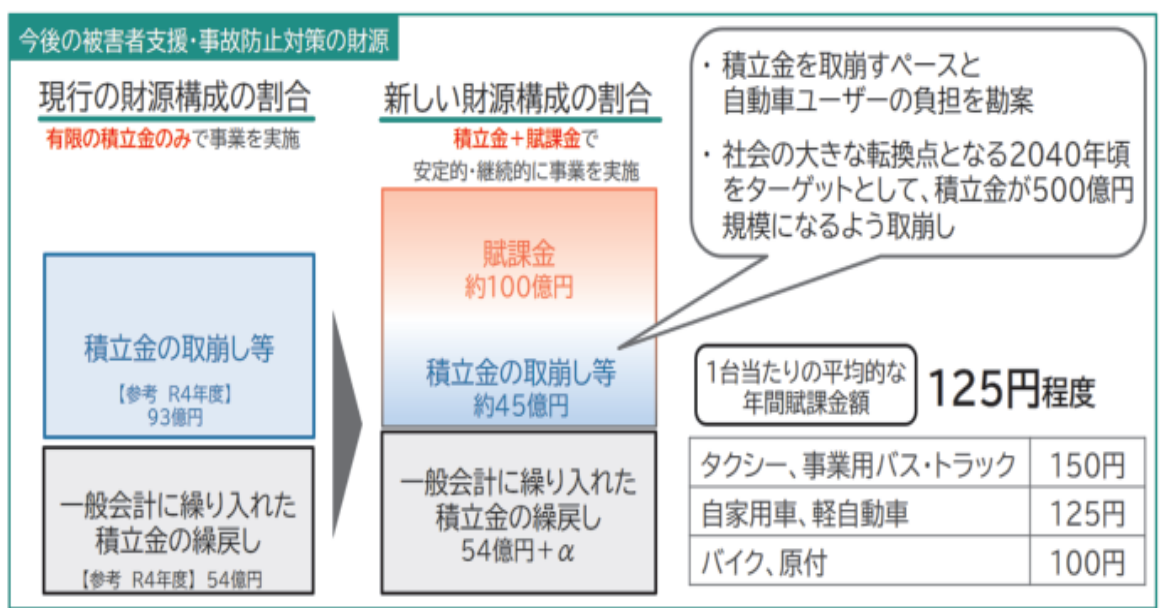 今後の被害者支援・事故防止対策の財源
現行の財源構成の割合
有限の積立金のみで事業を実施
積立金の取崩し等
【参考 R4年度】
93億円
一般会計に繰り入れた
積立金の繰戻し
【参考 R4年度】54億円
新しい財源構成の割合
積立金+賦課金で
安定的・継続的に事業を実施
賦課金
約100億円
積立金の取崩し等
約45億円
一般会計に繰り入れた
積立金の繰戻し
54億円+α
・積立金を取崩すペースと
自動車ユーザーの負担を勘案
・社会の大きな転換点となる2040年頃
をターゲットとして、積立金が500億円
規模になるよう取崩し
1台当たりの平均的な
年間賦課金額
125円程度
タクシー、事業用バス・トラック 150円
自家用車、軽自動車 125円
バイク、原付 100円